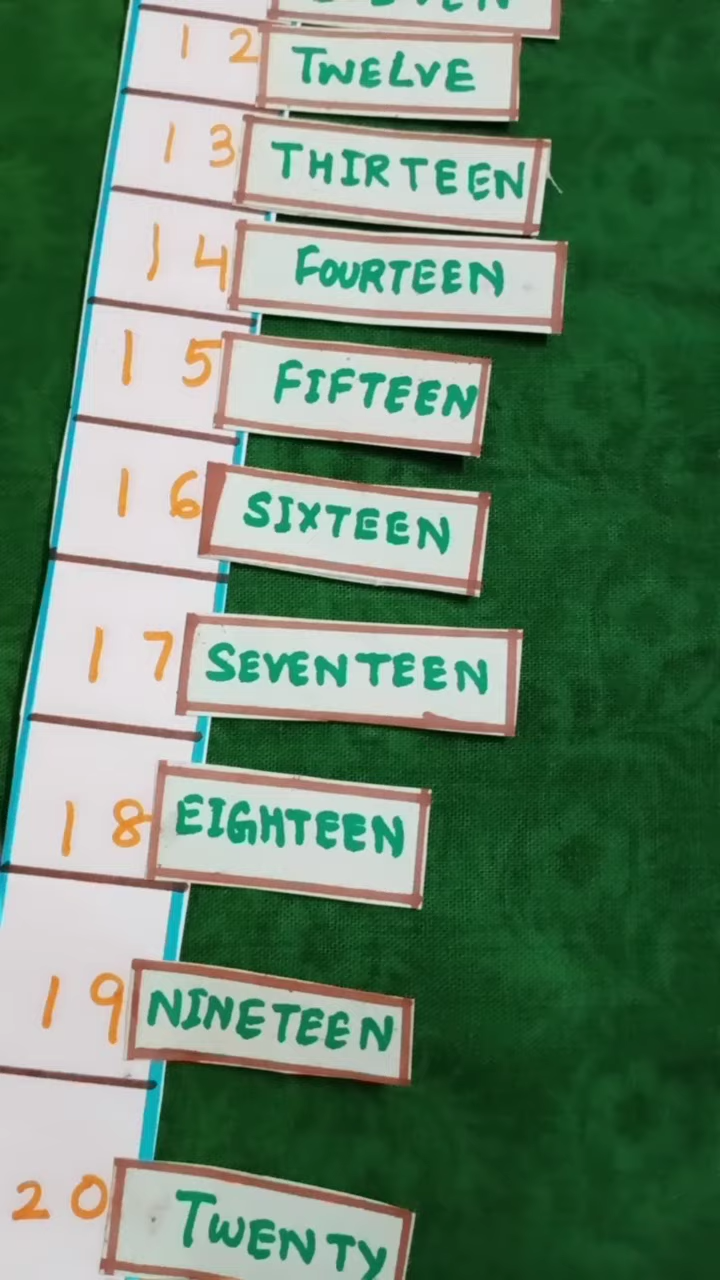 12 TWELVE
13 THIRTEEN
14 FOURTEEN
15 FIFTEEN
16 SIXTEEN
17 SEVENTEEN
18 EIGHTEEN
19 NINETEEN
20 TWENTY